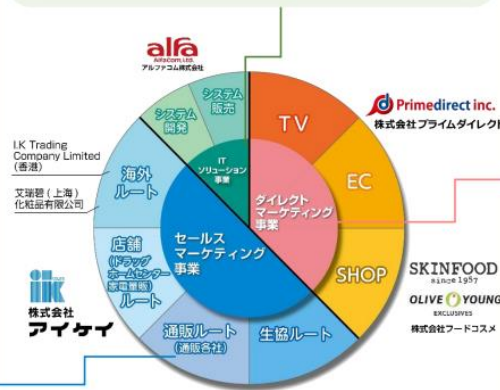 alfa
AlfaCom,Ltd.
アルファコム株式会社
システム
販売
システム
開発
IT
ソリューション
事業
TV
EC
SHOP
ダイレクト
マーケティング
事業
Primedirect inc.
株式会社プライムダイレクト
SKINFOOD
since 1957
OLIVE YOUNG
EXCLUSIVES
株式会社フードコスメ
I.K Trading
Company Limited
(香港)
艾瑞碧(上海)
化粧品有限公司
海外
ルート
店舗
(ドラッグ
ホームセンター
家電量販)
ルート
セールス
マーケティング
事業
通販ルート
(通販各社)
生協ルート
iik
株式会社
アイケイ